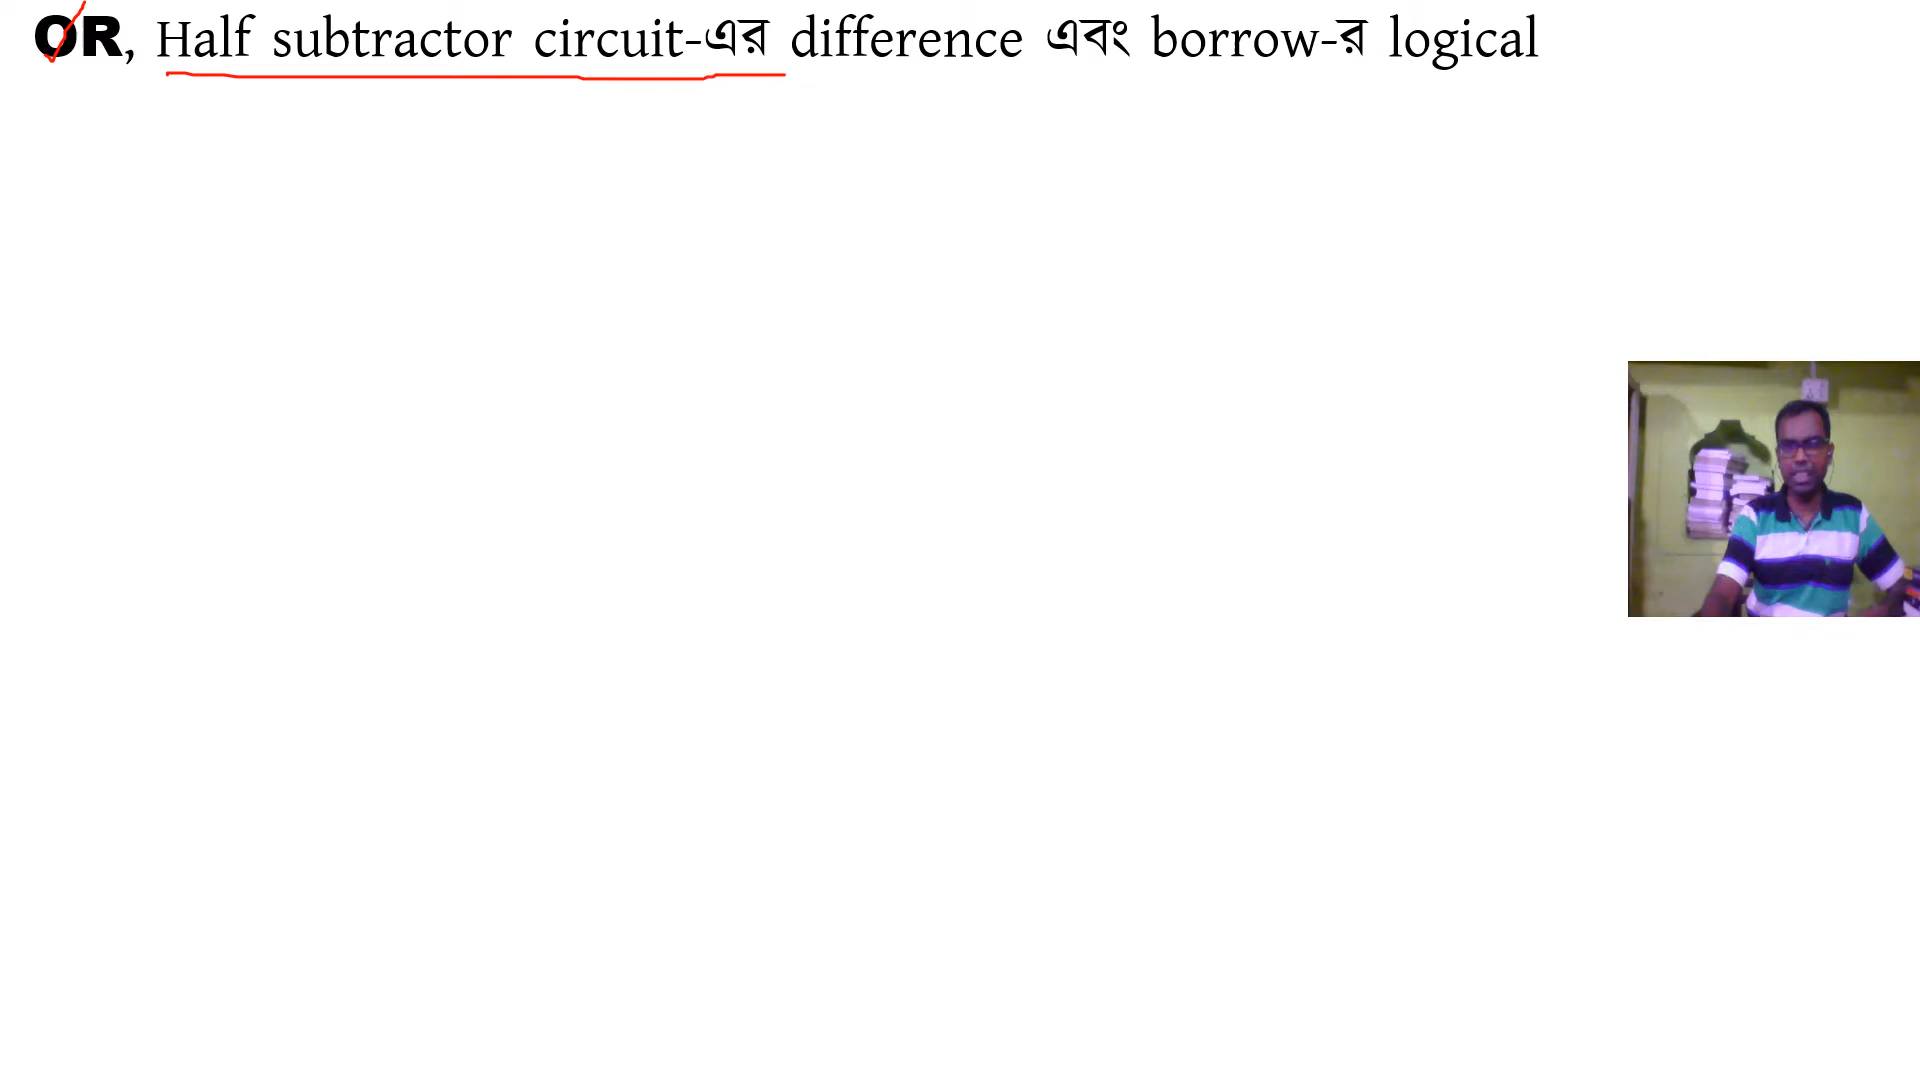 OR, Half subtractor circuit-এর difference এবং borrow-র logical